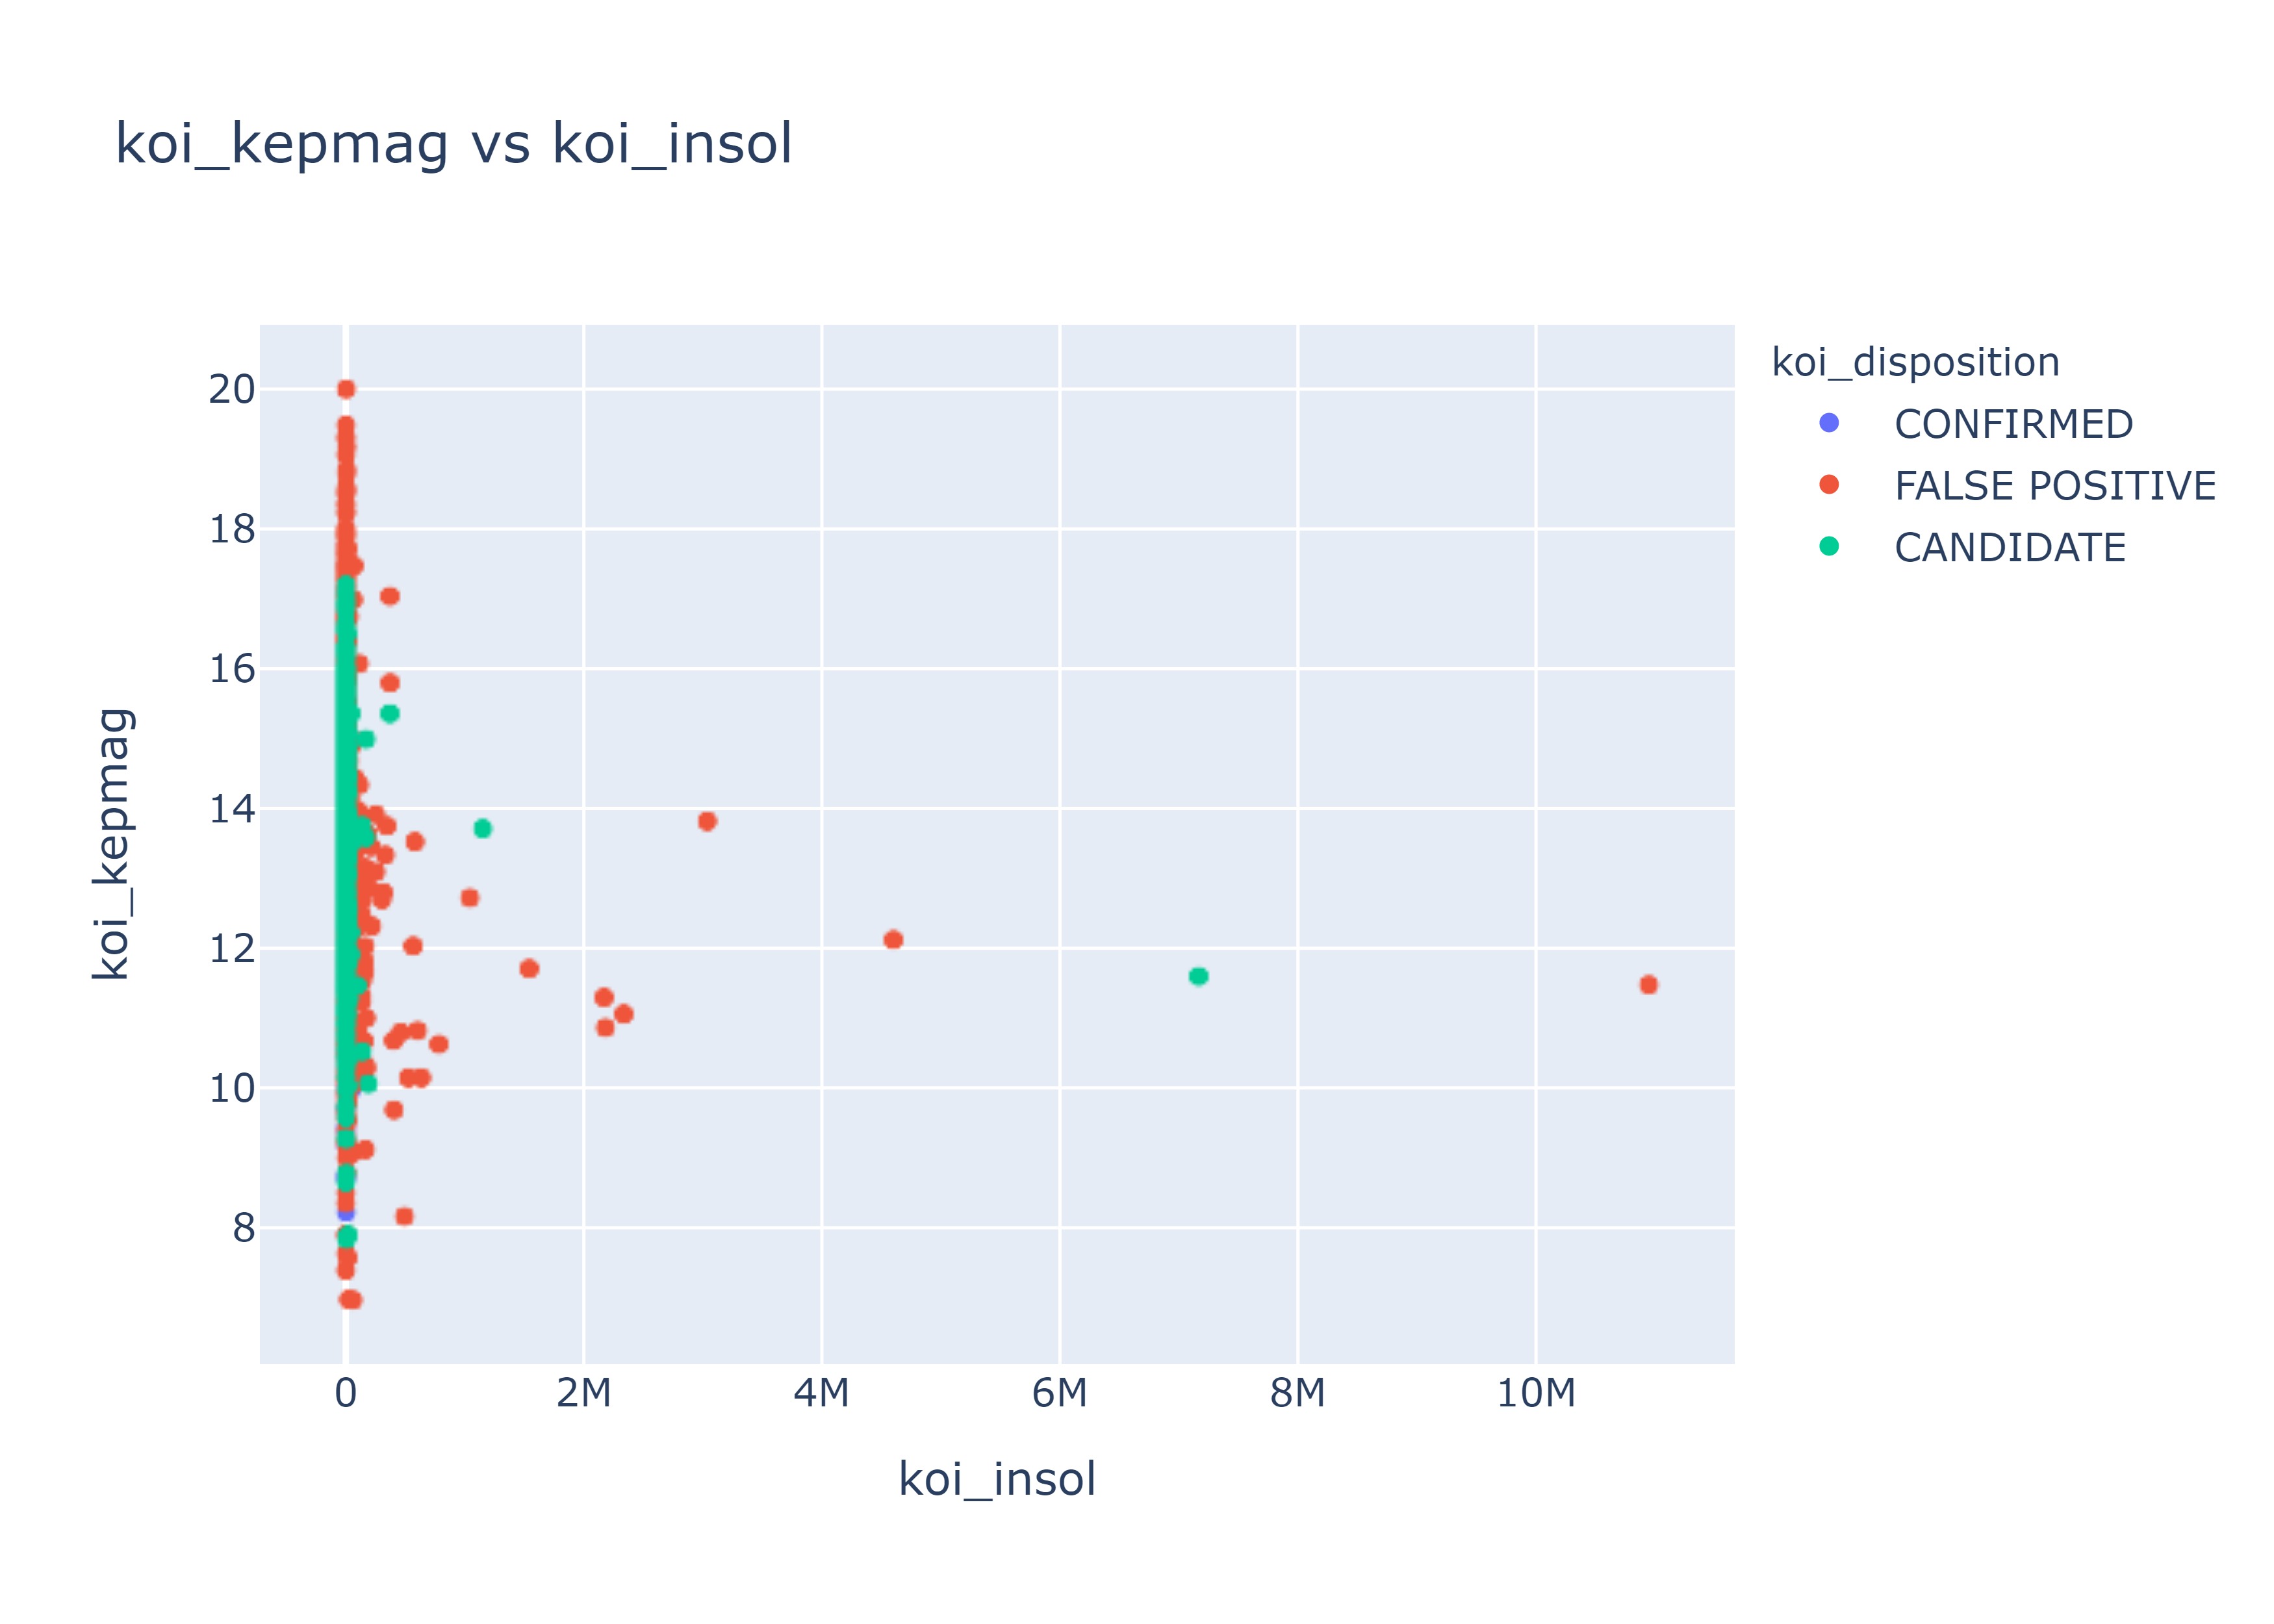 koi_kepmag vs koi_insol
koi_disposition
CONFIRMED
FALSE POSITIVE
CANDIDATE
koi_kepmag
20
18
16
14
12
10
8
0
2M
4M
6M
8M
10M
koi_insol